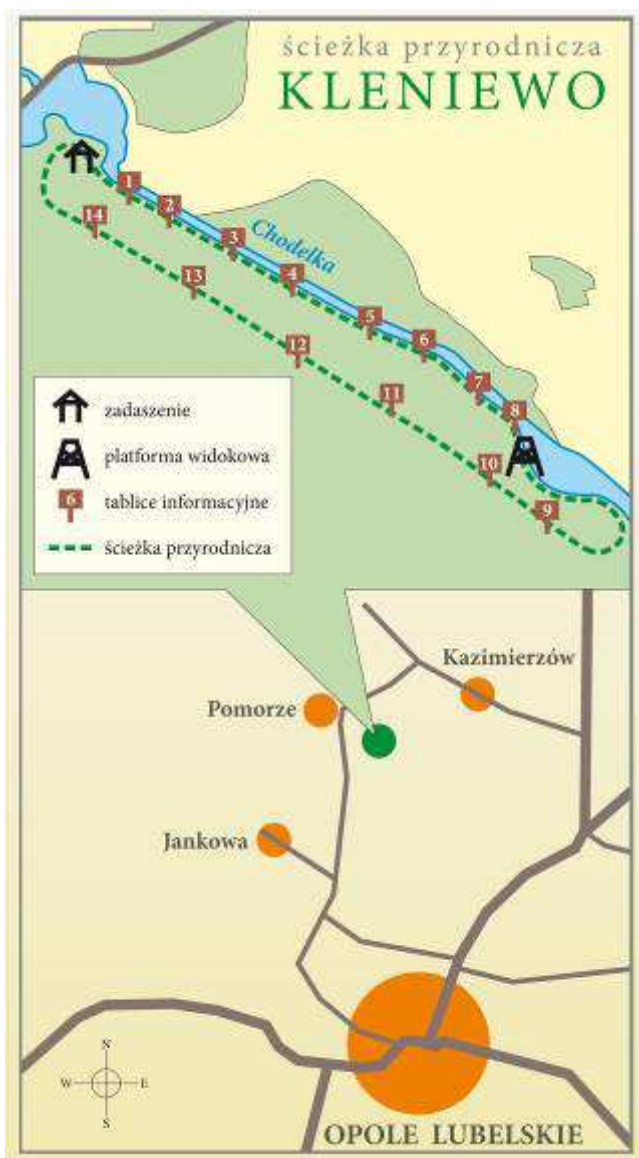 ścieżka przyrodnicza
KLENIEWO
1
2
14
3
Chodelka
13
4
5
12
6
7
11
8
10
9
zadaszenie
platforma widokowa
6 tablice informacyjne
ścieżka przyrodnicza
Kazimierzów
Pomorze
Jankowa
N
W E
S
OPOLE LUBELSKIE